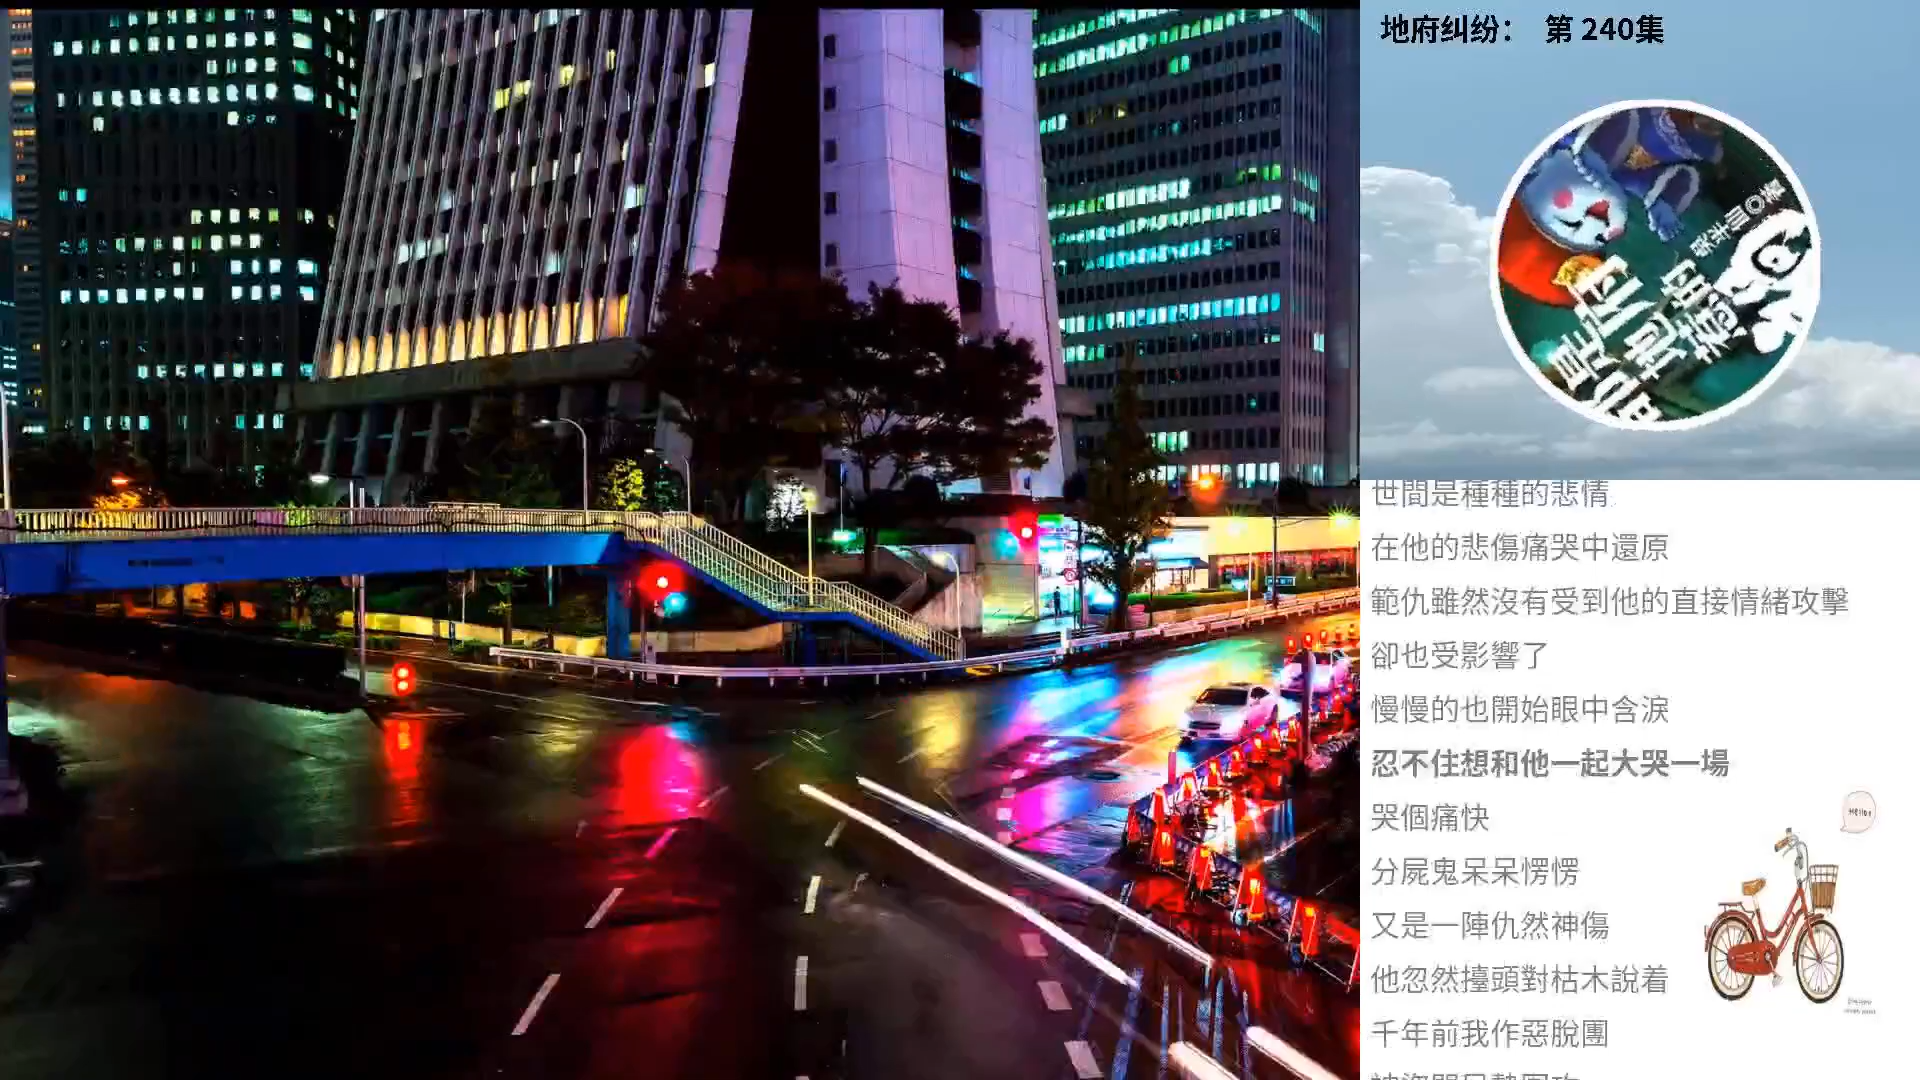 地府纠纷： 第 240集
世間是種種的悲情
在他的悲傷痛哭中還原
範仇雖然沒有受到他的直接情緒攻擊
卻也受影響了
慢慢的也開始眼中含淚
忍不住想和他一起大哭一場
哭個痛快
分屍鬼呆呆愣愣
又是一陣仇然神傷
他忽然擡頭對枯木說着
千年前我作惡脫團
Hello!